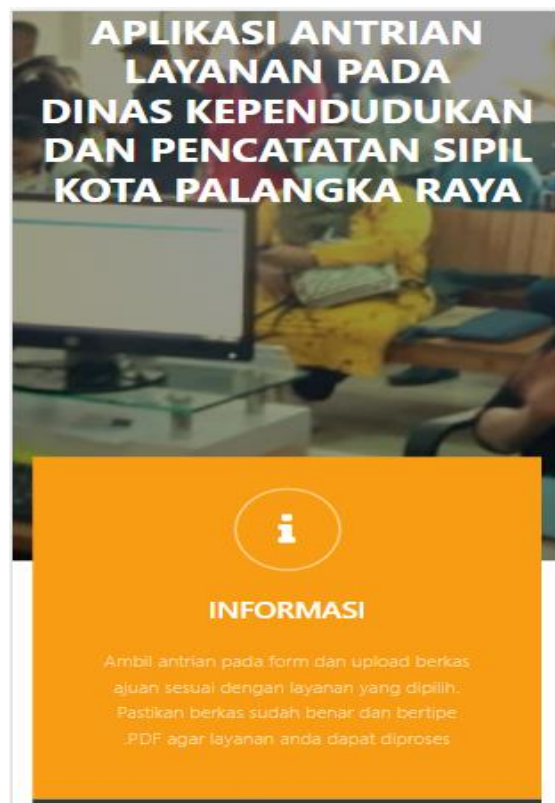 APLIKASI ANTRIAN
LAYANAN PADA
DINAS KEPENDUDUKAN
DAN PENCATATAN SIPIL
KOTA PALANGKA RAYA
INFORMASI
Ambil antrian pada form dan upload berkas
ajuan sesuai dengan layanan yang dipilih.
Pastikan berkas sudah benar dan bertipe
.PDF agar layanan anda dapat diproses